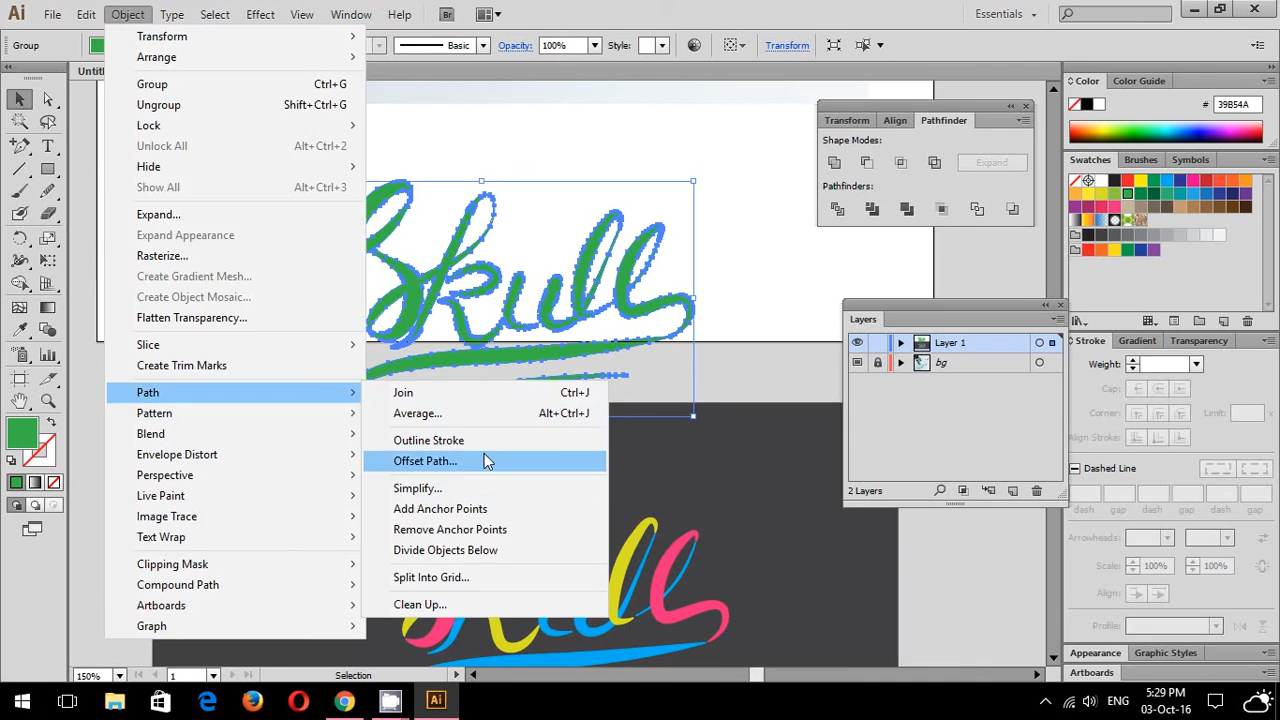 Ai File Edit Object Type Select Effect View Window Help Br Essentials
Group Basic Opacity: 100% Style: Transform
Untit
Transform
Arrange
Group Ctrl+G
Ungroup Shift+Ctrl+G
Lock
Unlock All Alt+Ctrl+2
Hide
Show All Alt+Ctrl+3
Expand...
Expand Appearance
Rasterize...
Create Gradient Mesh...
Create Object Mosaic...
Flatten Transparency...
Slice
Create Trim Marks
Path
Pattern
Blend
Envelope Distort
Perspective
Live Paint
Image Trace
Text Wrap
Clipping Mask
Compound Path
Artboards
Graph
Join Ctrl+J
Average... Alt+Ctrl+J
Outline Stroke
Offset Path...
Simplify...
Add Anchor Points
Remove Anchor Points
Divide Objects Below
Split Into Grid...
Clean Up...
Skull
Skull
Transform Align Pathfinder
Shape Modes:
Expand
Pathfinders:
Layers
Layer 1
bg
2 Layers
Color Color Guide
# 39B54A
Swatches Brushes Symbols
Stroke Gradient Transparency
Weight:
Cap:
Corner: Limit:
Align Stroke:
Dashed Line
dash gap dash gap dash gap
Arrowheads:
Scale: 100% 100%
Align:
Profile:
Appearance Graphic Styles
Artboards
150% 1 Selection
Ai ENG 5:29 PM
03-Oct-16